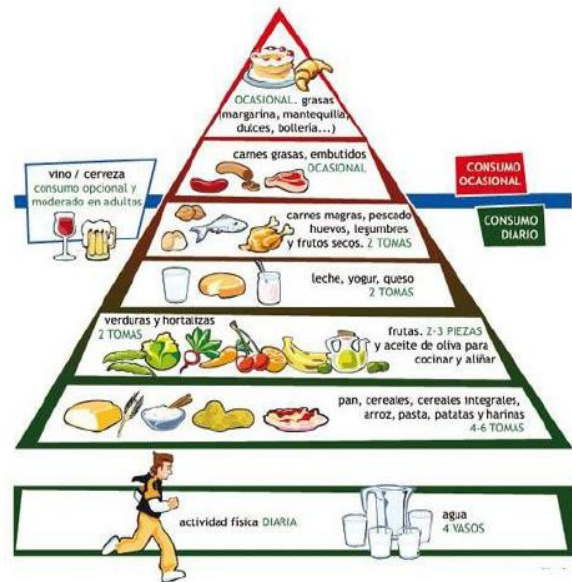 OCASIONAL. grasas
(margarina, mantequilla,
dulces, bollería...)
carnes grasas, embutidos
OCASIONAL
CONSUMO
OCASIONAL
vino / cerveza
consumo opcional y
moderado en adultos
CONSUMO
DIARIO
carnes magras, pescado
huevos, legumbres
y frutos secos. 2 TOMAS
leche, yogur, queso
2 TOMAS
verduras y hortalizas
2 TOMAS
frutas. 2-3 PIEZAS
y aceite de oliva para
cocinar y aliñar
pan, cereales, cereales integrales,
arroz, pasta, patatas y harinas
4-6 TOMAS
actividad física DIARIA
agua
4 VASOS